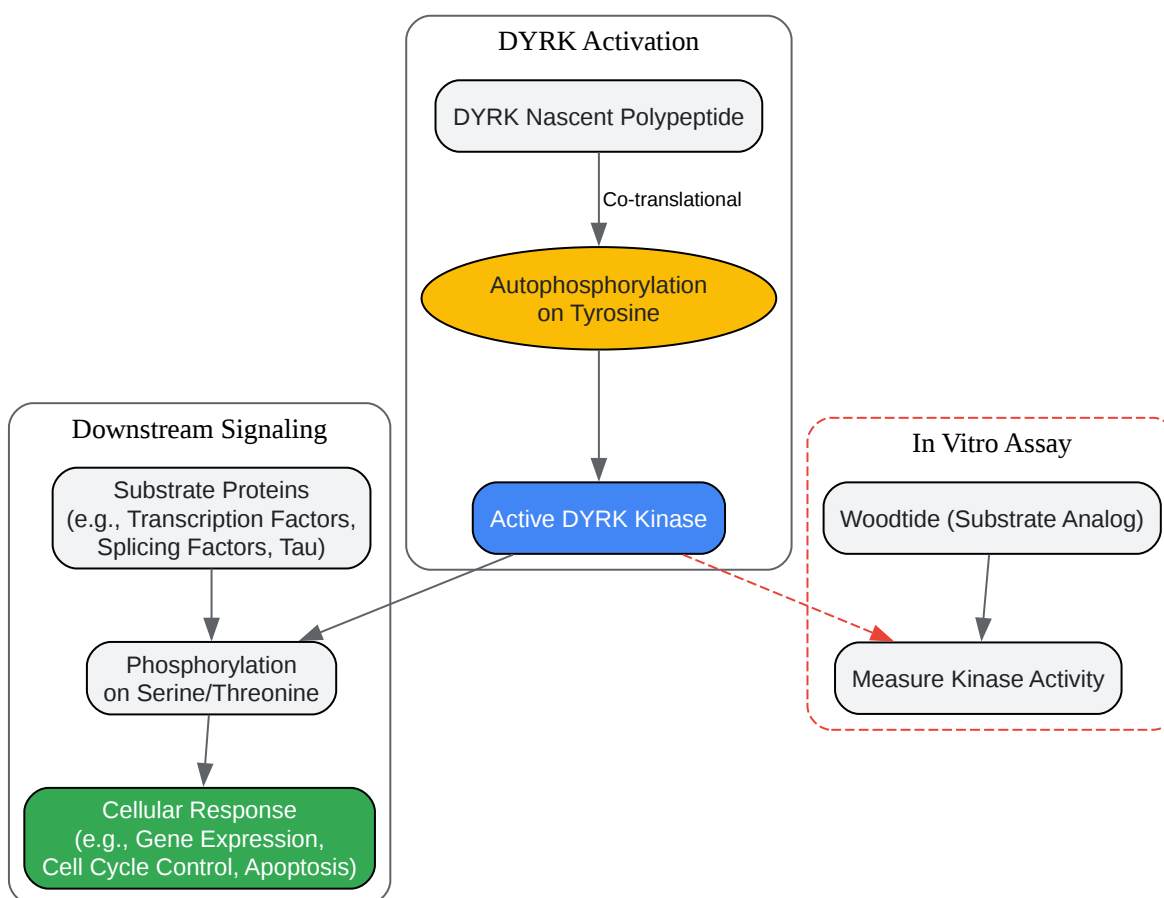 DYRK Activation
DYRK Nascent Polypeptide
Co-translational
Autophosphorylation
on Tyrosine
Active DYRK Kinase
Downstream Signaling
Substrate Proteins
(e.g., Transcription Factors,
Splicing Factors, Tau)
Phosphorylation
on Serine/Threonine
Cellular Response
(e.g., Gene Expression,
Cell Cycle Control, Apoptosis)
In Vitro Assay
Woodtide (Substrate Analog)
Measure Kinase Activity